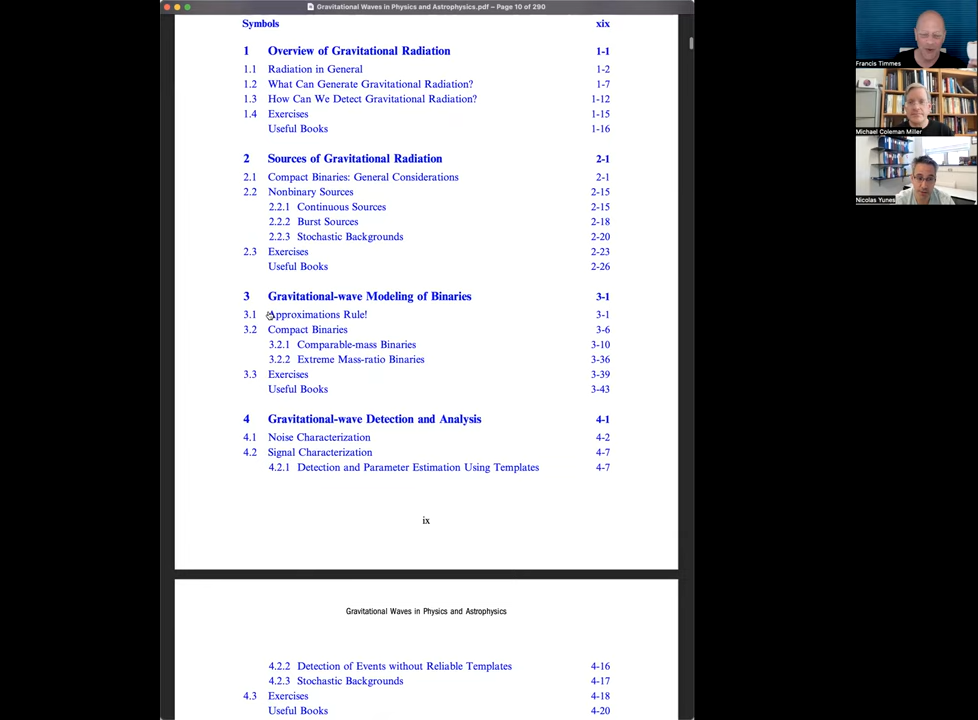 Gravitational Waves in Physics and Astrophysics.pdf – Page 10 of 290
Symbols xix
1 Overview of Gravitational Radiation 1-1
1.1 Radiation in General 1-2
1.2 What Can Generate Gravitational Radiation? 1-7
1.3 How Can We Detect Gravitational Radiation? 1-12
1.4 Exercises 1-15
Useful Books 1-16
2 Sources of Gravitational Radiation 2-1
2.1 Compact Binaries: General Considerations 2-1
2.2 Nonbinary Sources 2-15
2.2.1 Continuous Sources 2-15
2.2.2 Burst Sources 2-18
2.2.3 Stochastic Backgrounds 2-20
2.3 Exercises 2-23
Useful Books 2-26
3 Gravitational-wave Modeling of Binaries 3-1
3.1 Approximations Rule! 3-1
3.2 Compact Binaries 3-6
3.2.1 Comparable-mass Binaries 3-10
3.2.2 Extreme Mass-ratio Binaries 3-36
3.3 Exercises 3-39
Useful Books 3-43
4 Gravitational-wave Detection and Analysis 4-1
4.1 Noise Characterization 4-2
4.2 Signal Characterization 4-7
4.2.1 Detection and Parameter Estimation Using Templates 4-7
ix
Gravitational Waves in Physics and Astrophysics
4.2.2 Detection of Events without Reliable Templates 4-16
4.2.3 Stochastic Backgrounds 4-17
4.3 Exercises 4-18
Useful Books 4-20
Francis Timmes
Michael Coleman Miller
Nicolas Yunes